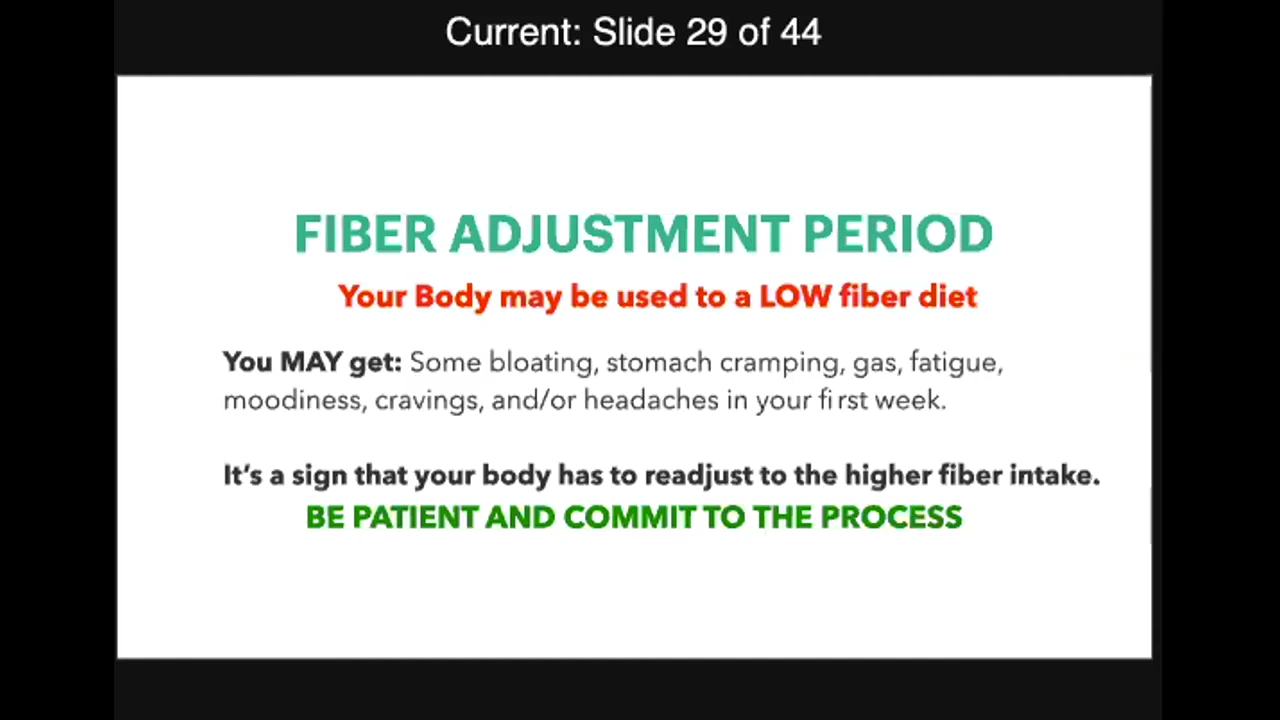 Current: Slide 29 of 44
FIBER ADJUSTMENT PERIOD
Your Body may be used to a LOW fiber diet
You MAY get: Some bloating, stomach cramping, gas, fatigue,
moodiness, cravings, and/or headaches in your first week.
It's a sign that your body has to readjust to the higher fiber intake.
BE PATIENT AND COMMIT TO THE PROCESS